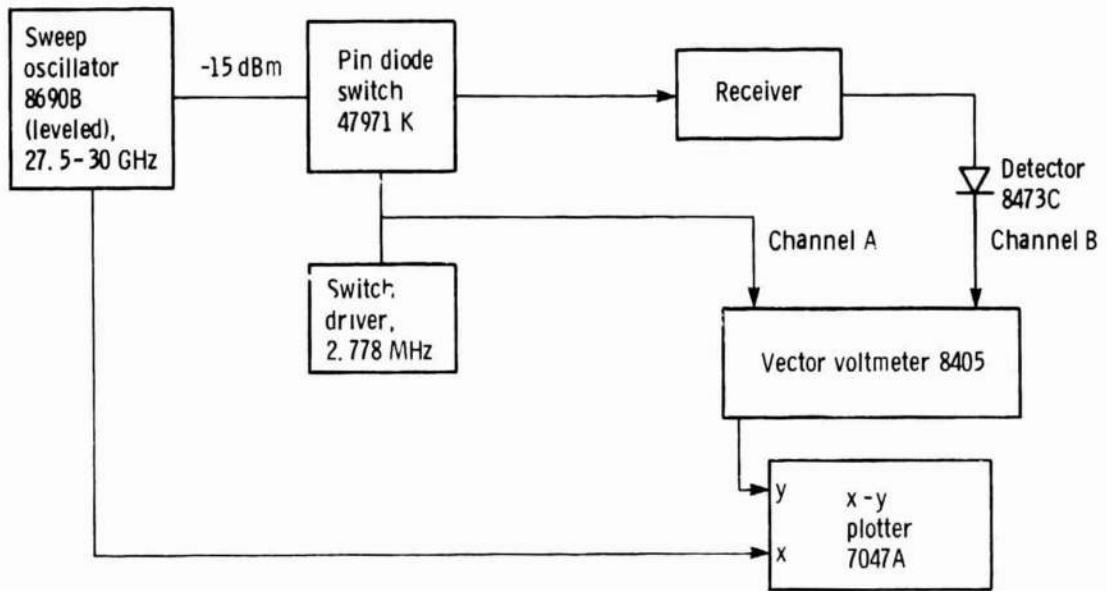 Sweep
oscillator
8690B
(leveled),
27.5-30 GHz
-15 dBm
Pin diode
switch
47971 K
Receiver
Detector
8473C
Channel A
Channel B
Switch
driver,
2.778 MHz
Vector voltmeter 8405
y
x-y
plotter
7047A
x